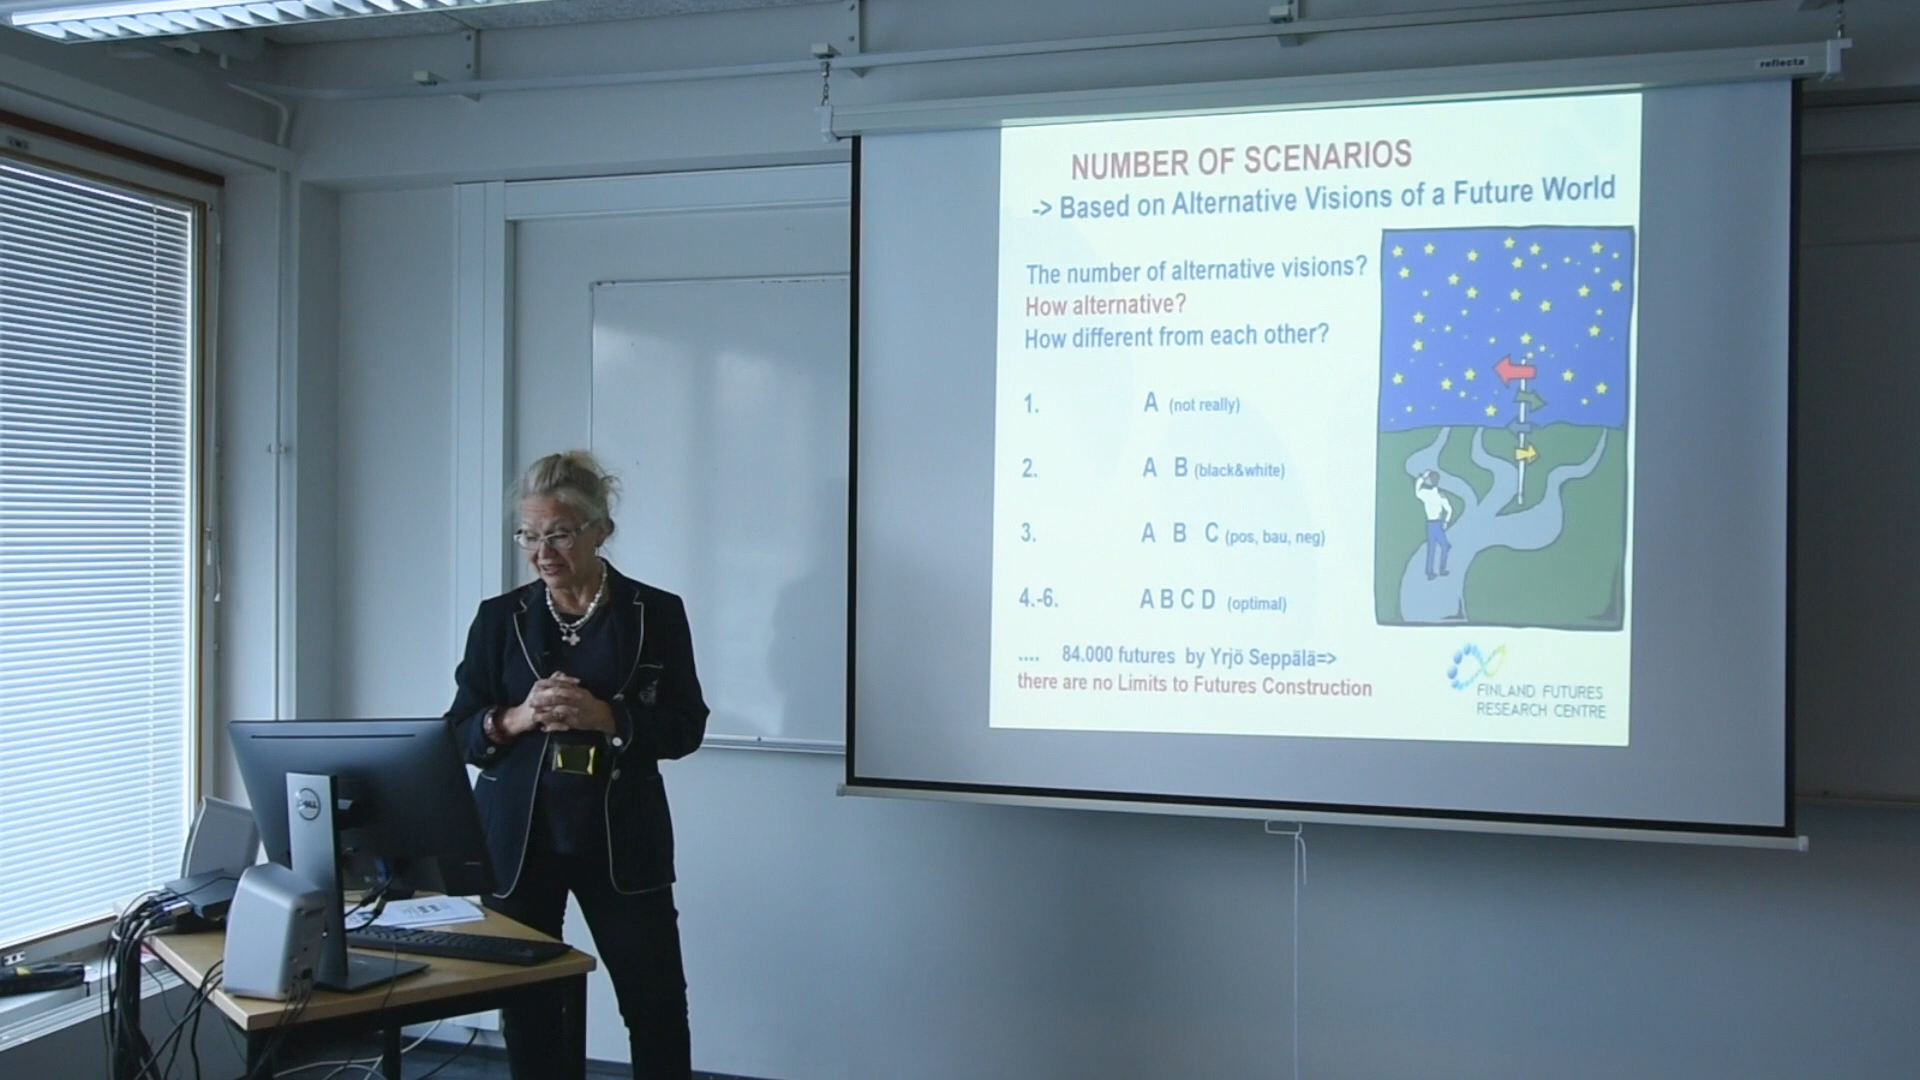 reflecta
NUMBER OF SCENARIOS
-> Based on Alternative Visions of a Future World
The number of alternative visions?
How alternative?
How different from each other?
1. A (not really)
2. A B (black&white)
3. A B C (pos, bau, neg)
4.-6. A B C D (optimal)
.... 84.000 futures by Yrjö Seppälä=>
there are no Limits to Futures Construction
FINLAND FUTURES
RESEARCH CENTRE
DELL